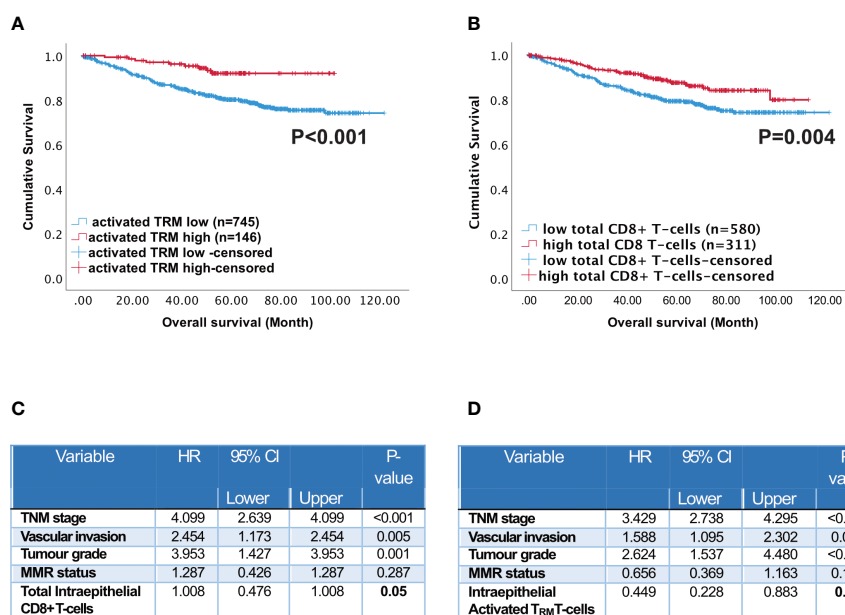 A
B
1.0
0.8
0.6
0.4
0.2
0.0
Cumulative Survival
P<0.001
activated TRM low (n=745)
activated TRM high (n=146)
activated TRM low -censored
activated TRM high-censored
.00 20.00 40.00 60.00 80.00 100.00 120.00
Overall survival (Month)
1.0
0.8
0.6
0.4
0.2
0.0
Cumulative Survival
P=0.004
low total CD8+ T-cells (n=580)
high total CD8 T-cells (n=311)
low total CD8+ T-cells-censored
high total CD8+ T-cells-censored
.00 20.00 40.00 60.00 80.00 100.00 120.00
Overall survival (Month)
C
Variable HR 95% CI P-
value
Lower Upper
TNM stage 4.099 2.639 4.099 <0.001
Vascular invasion 2.454 1.173 2.454 0.005
Tumour grade 3.953 1.427 3.953 0.001
MMR status 1.287 0.426 1.287 0.287
Total Intraepithelial 1.008 0.476 1.008 0.05
CD8+T-cells
D
Variable HR 95% CI
Lower Upper
TNM stage 3.429 2.738 4.295
Vascular invasion 1.588 1.095 2.302
Tumour grade 2.624 1.537 4.480
MMR status 0.656 0.369 1.163
Intraepithelial 0.449 0.228 0.883
Activated TRMT-cells